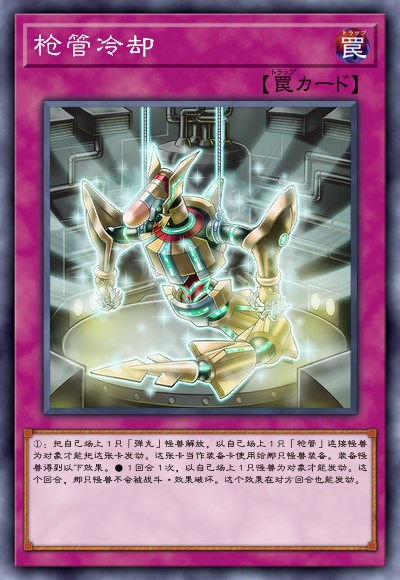 枪管冷却
トラップ
罠
トラップ
【罠カード】
①：把自己场上1只「弹丸」怪兽解放，以自己场上1只「枪管」连接怪兽
为对象才能把这张卡发动。这张卡当作装备卡使用给那只怪兽装备。装备怪
兽得到以下效果。●1回合1次，以自己场上1只怪兽为对象才能发动。这
个回合，那只怪兽不会被战斗·效果破坏。这个效果在对方回合也能发动。